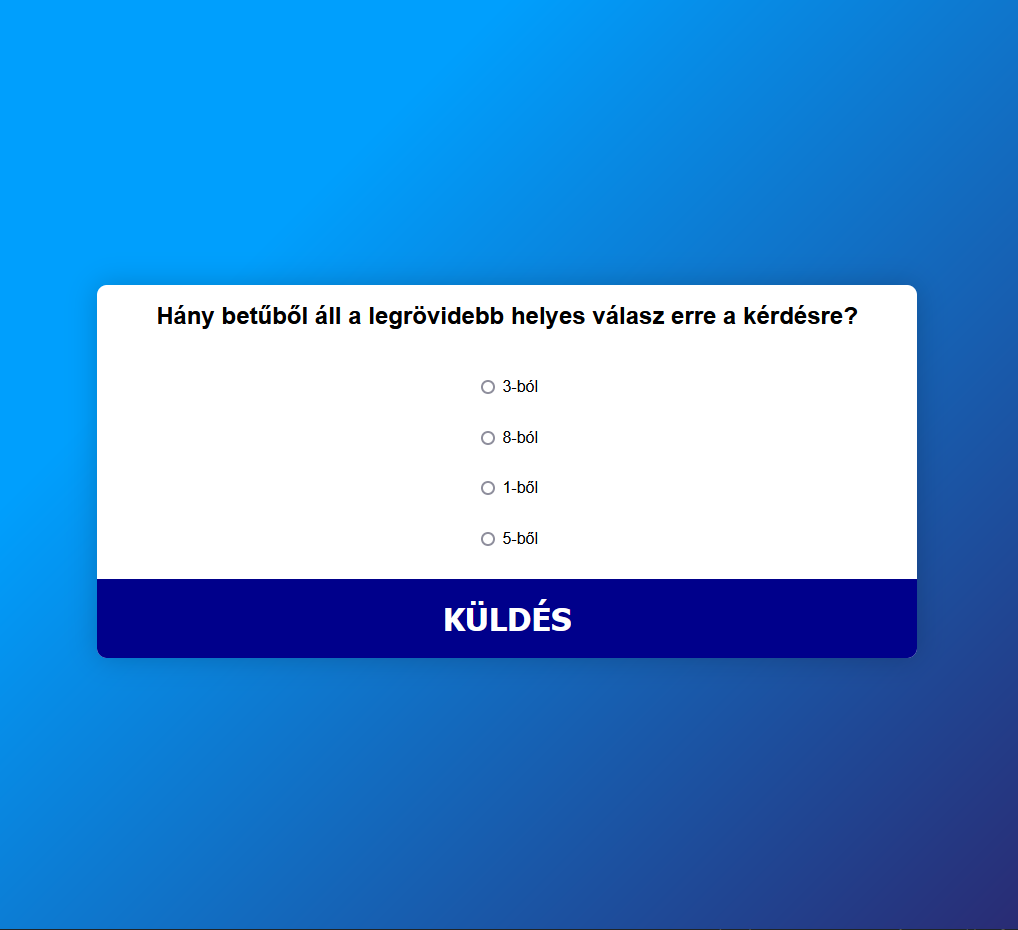 Hány betűből áll a legrövidebb helyes válasz erre a kérdésre?
3-ból
8-ból
1-ből
5-ből
KÜLDÉS